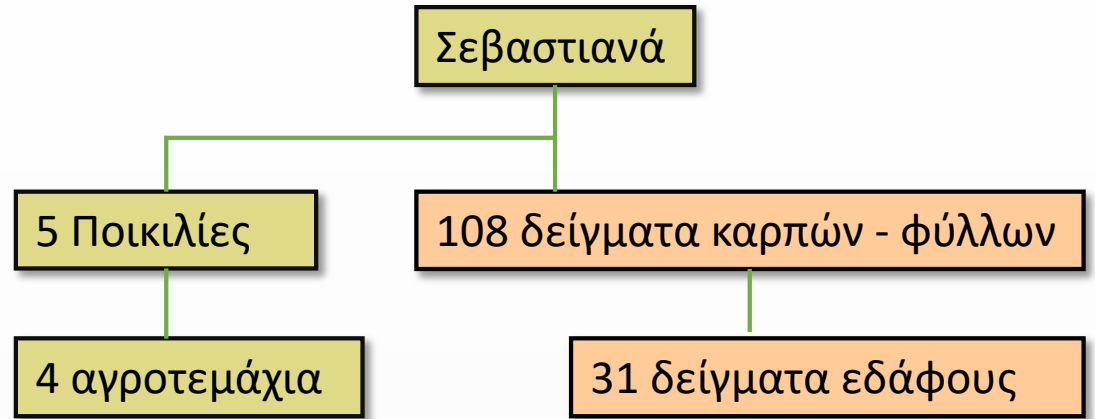 Σεβαστιανά
5 Ποικιλίες
108 δείγματα καρπών - φύλλων
4 αγροτεμάχια
31 δείγματα εδάφους